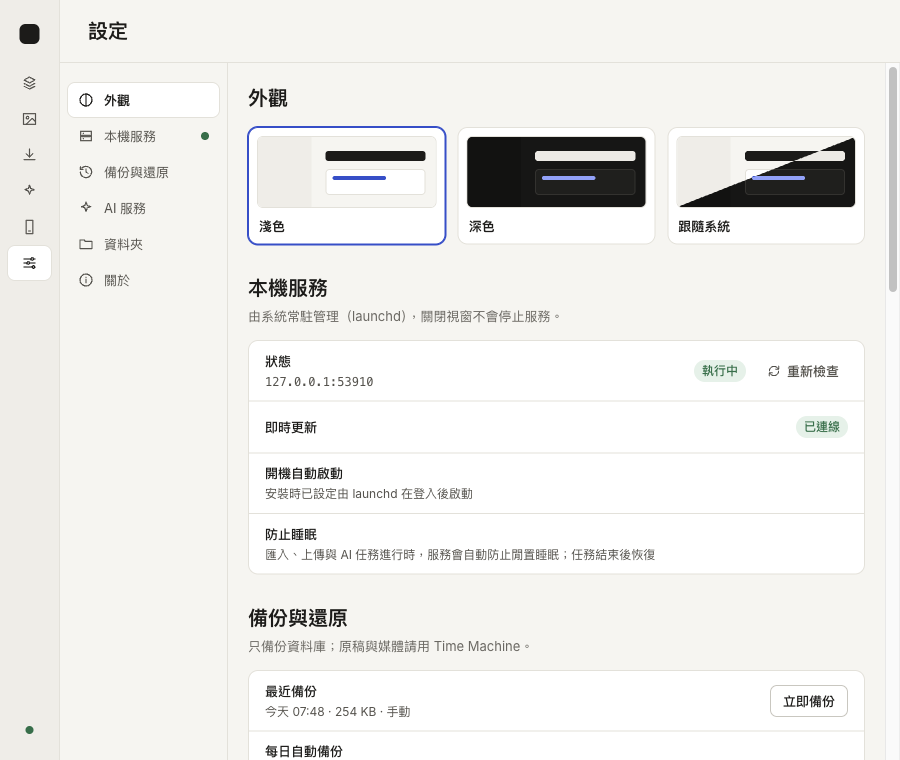 設定
外觀
本機服務
備份與還原
AI 服務
資料夾
關於
外觀
淺色
深色
跟隨系統
本機服務
由系統常駐管理（launchd），關閉視窗不會停止服務。
狀態
127.0.0.1:53910
執行中
重新檢查
即時更新
已連線
開機自動啟動
安裝時已設定由 launchd 在登入後啟動
防止睡眠
匯入、上傳與 AI 任務進行時，服務會自動防止閒置睡眠；任務結束後恢復
備份與還原
只備份資料庫；原稿與媒體請用 Time Machine。
最近備份
今天 07:48 · 254 KB · 手動
立即備份
每日自動備份